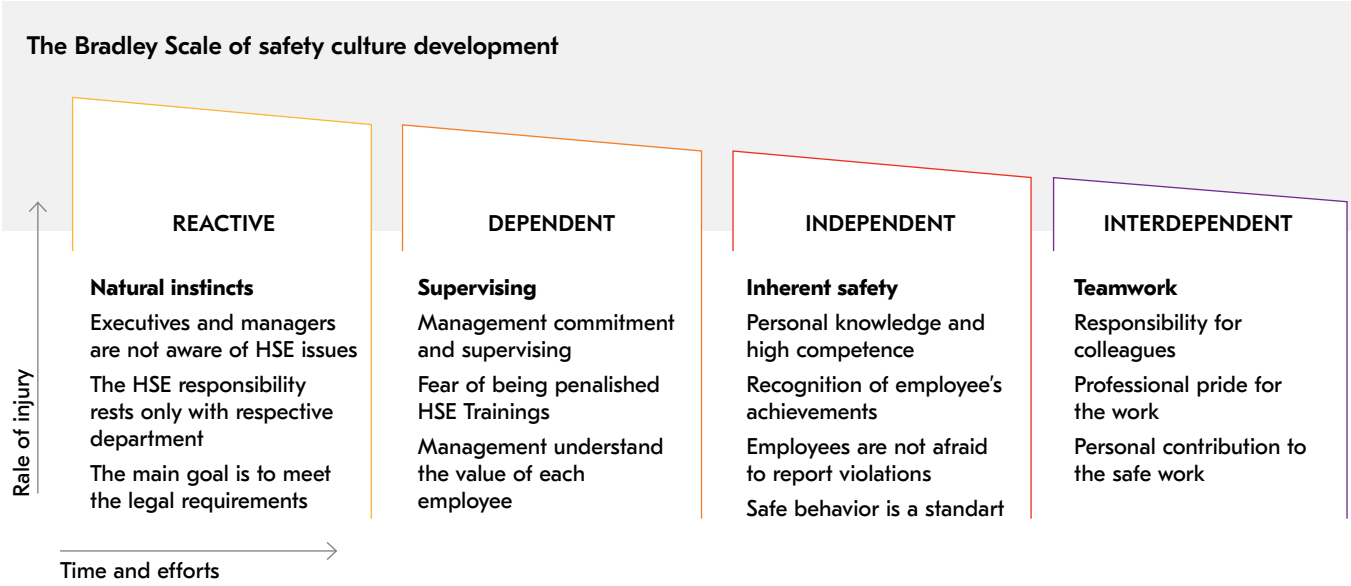 The Bradley Scale of safety culture development
REACTIVE
Natural instincts
Executives and managers
are not aware of HSE issues
The HSE responsibility
rests only with respective
department
The main goal is to meet
the legal requirements
DEPENDENT
Supervising
Management commitment
and supervising
Fear of being penalished
HSE Trainings
Management understand
the value of each
employee
INDEPENDENT
Inherent safety
Personal knowledge and
high competence
Recognition of employee’s
achievements
Employees are not afraid
to report violations
Safe behavior is a standart
INTERDEPENDENT
Teamwork
Responsibility for
colleagues
Professional pride for
the work
Personal contribution to
the safe work
Rale of injury
Time and efforts